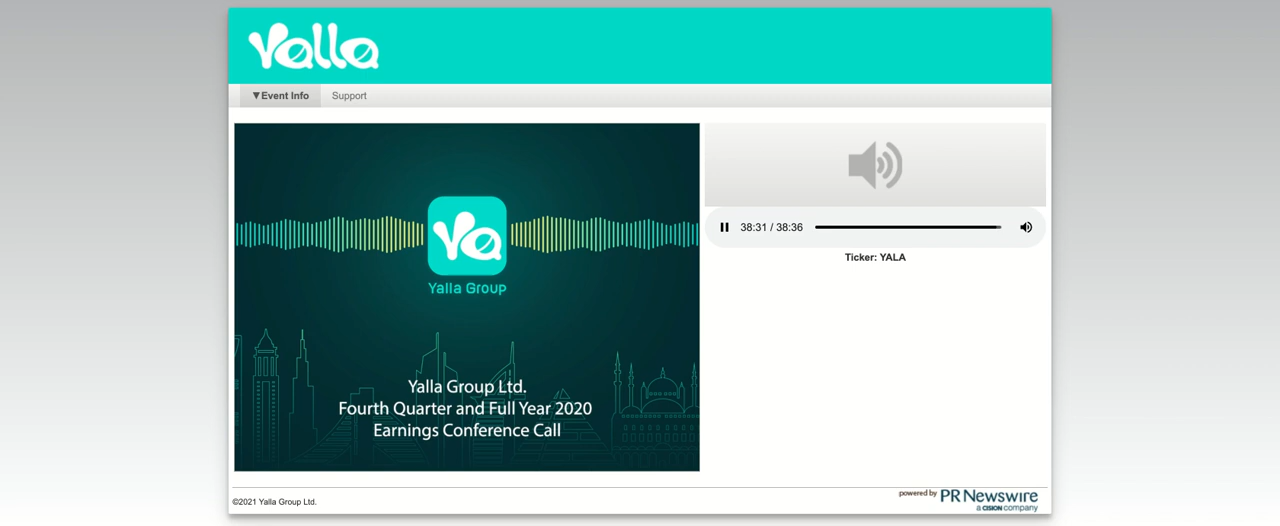 Yalla
▼Event Info
Support
Ya
Yalla Group
Yalla Group Ltd.
Fourth Quarter and Full Year 2020
Earnings Conference Call
38:31 / 38:36
Ticker: YALA
©2021 Yalla Group Ltd.
powered by PR Newswire
a CISION company